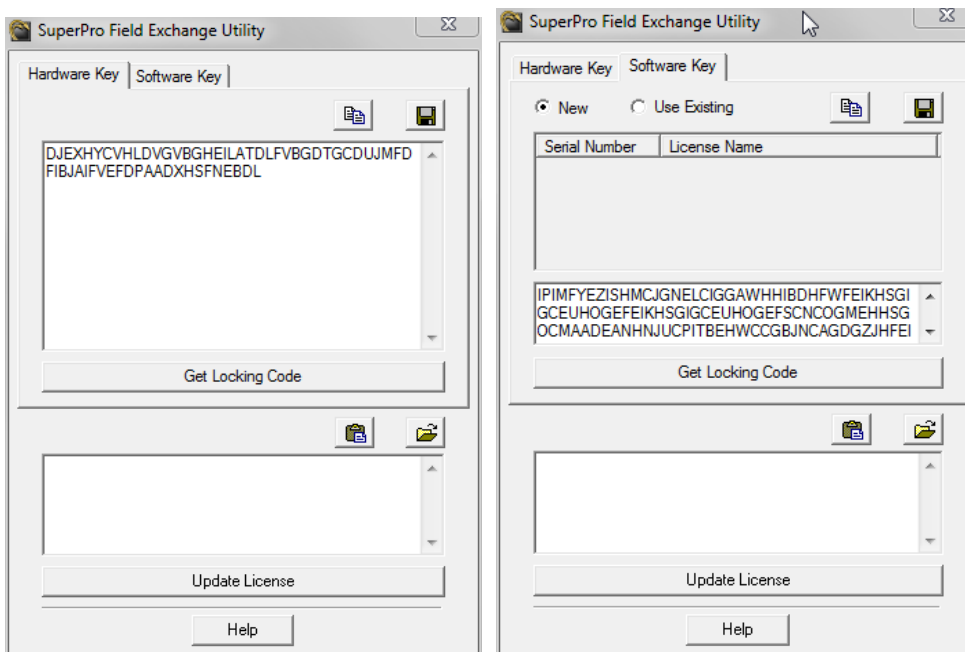 SuperPro Field Exchange Utility
Hardware Key
Software Key
DJEXHYCVHLDVGVBGHEILATDLFVBGDTGCDUJMFD
FIBJAIFVEFDPAADXHSFNEBDL
Get Locking Code
Update License
Help
SuperPro Field Exchange Utility
Hardware Key
Software Key
New
Use Existing
Serial Number
License Name
IPIMFYEZISHMCJGNELCIGGAWHHIBDHFWFEIKHSGI
GCEUHOGEFEIKHSGIGCEUHOGEFSCNCOGMEHHSG
OCMAADEANHNJUCPITBEHWCCGBJNCAGDGZJHFEI
Get Locking Code
Update License
Help